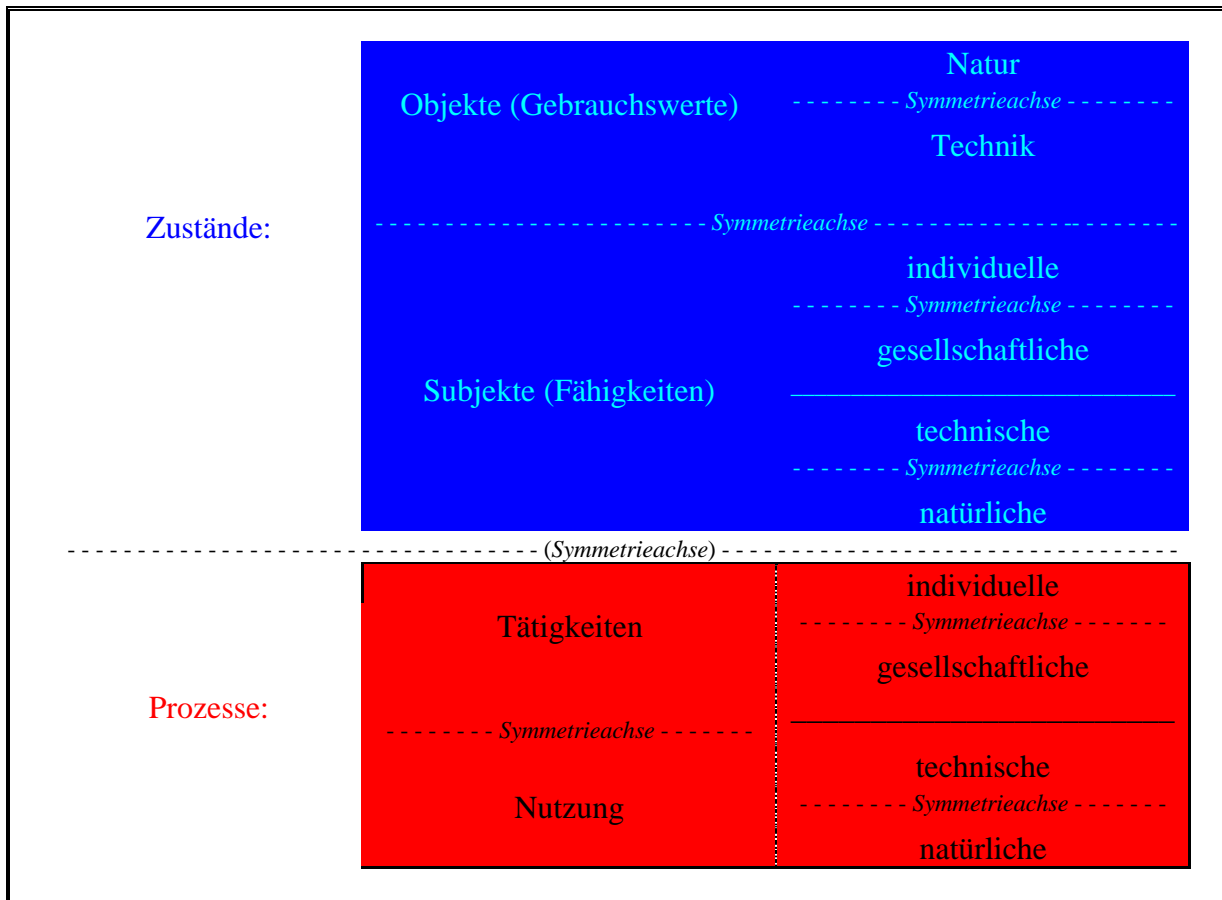 Natur
Objekte (Gebrauchswerte)
- - - - - - - - Symmetrieachse - - - - - - - -
Technik
Zustände:
- - - - - - - - - - - - - - - - - - - - - - - - Symmetrieachse - - - - - - -- - - - - - - -- - - - - - - -
individuelle
- - - - - - - - Symmetrieachse - - - - - - - -
gesellschaftliche
Subjekte (Fähigkeiten)
technische
- - - - - - - - Symmetrieachse - - - - - - - -
natürliche
- - - - - - - - - - - - - - - - - - - - - - - - - - - - - - - - - - (Symmetrieachse) - - - - - - - - - - - - - - - - - - - - - - - - - - - - - - - - -
individuelle
Tätigkeiten
- - - - - - - - Symmetrieachse - - - - - - -
gesellschaftliche
Prozesse:
- - - - - - - - Symmetrieachse - - - - - - -
technische
Nutzung
- - - - - - - - Symmetrieachse - - - - - - -
natürliche